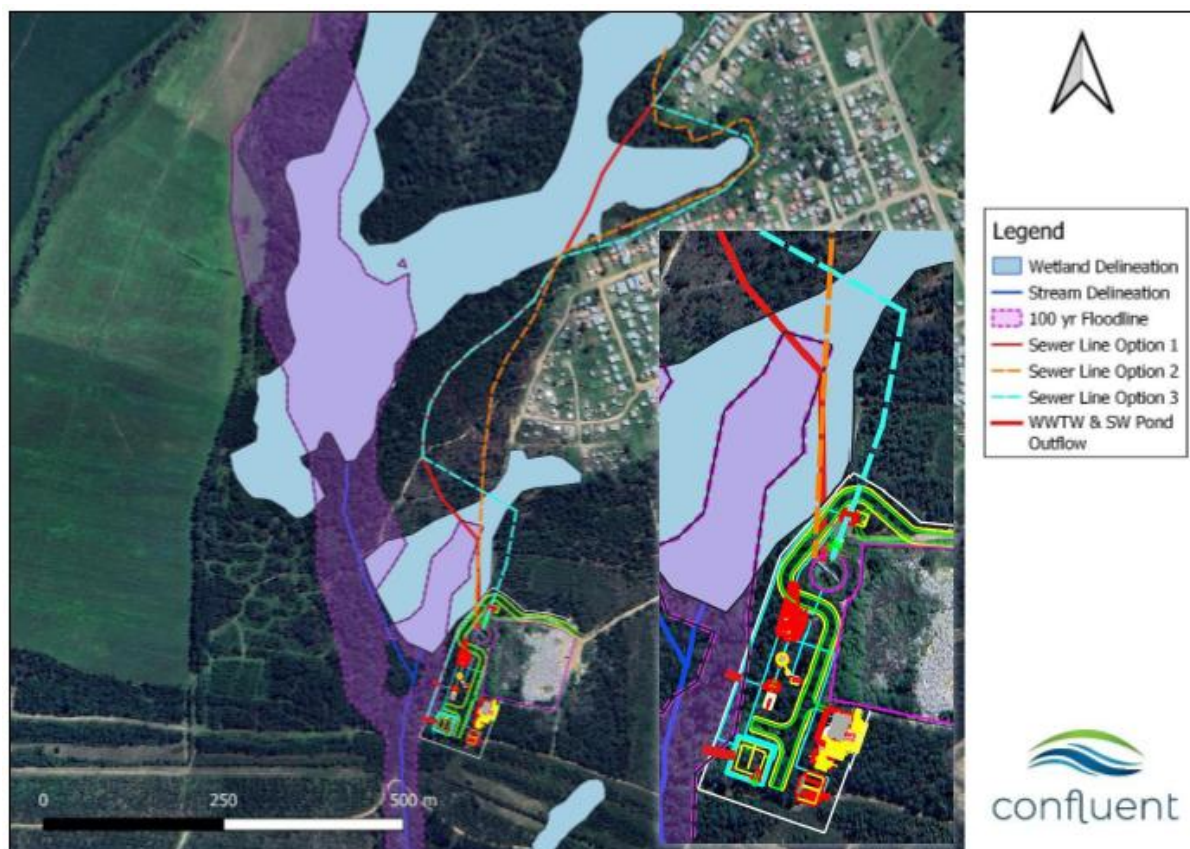 Legend
Wetland Delineation
Stream Delineation
100 yr Floodline
Sewer Line Option 1
Sewer Line Option 2
Sewer Line Option 3
WWTW & SW Pond
Outflow
0 250 500 m
confluent